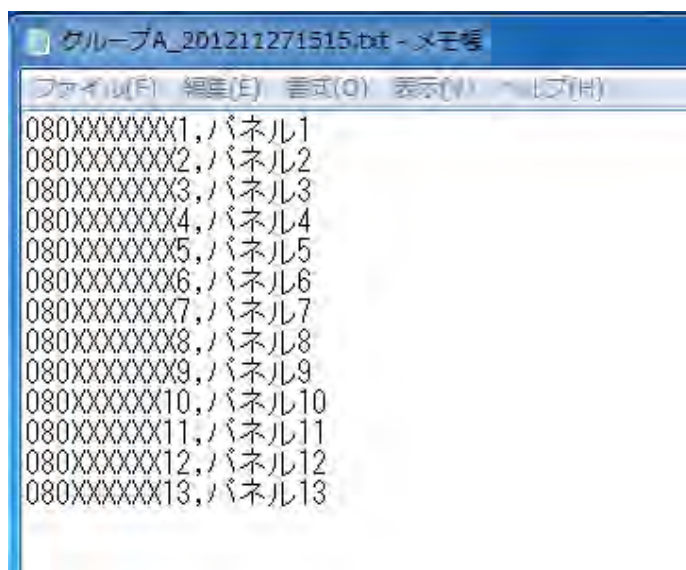 グループA_201211271515.txt - メモ帳
ファイル(F) 編集(E) 書式(O) 表示(V) ヘルプ(H)
080XXXXXXX1,パネル1
080XXXXXXX2,パネル2
080XXXXXXX3,パネル3
080XXXXXXX4,パネル4
080XXXXXXX5,パネル5
080XXXXXXX6,パネル6
080XXXXXXX7,パネル7
080XXXXXXX8,パネル8
080XXXXXXX9,パネル9
080XXXXXX10,パネル10
080XXXXXX11,パネル11
080XXXXXX12,パネル12
080XXXXXX13,パネル13